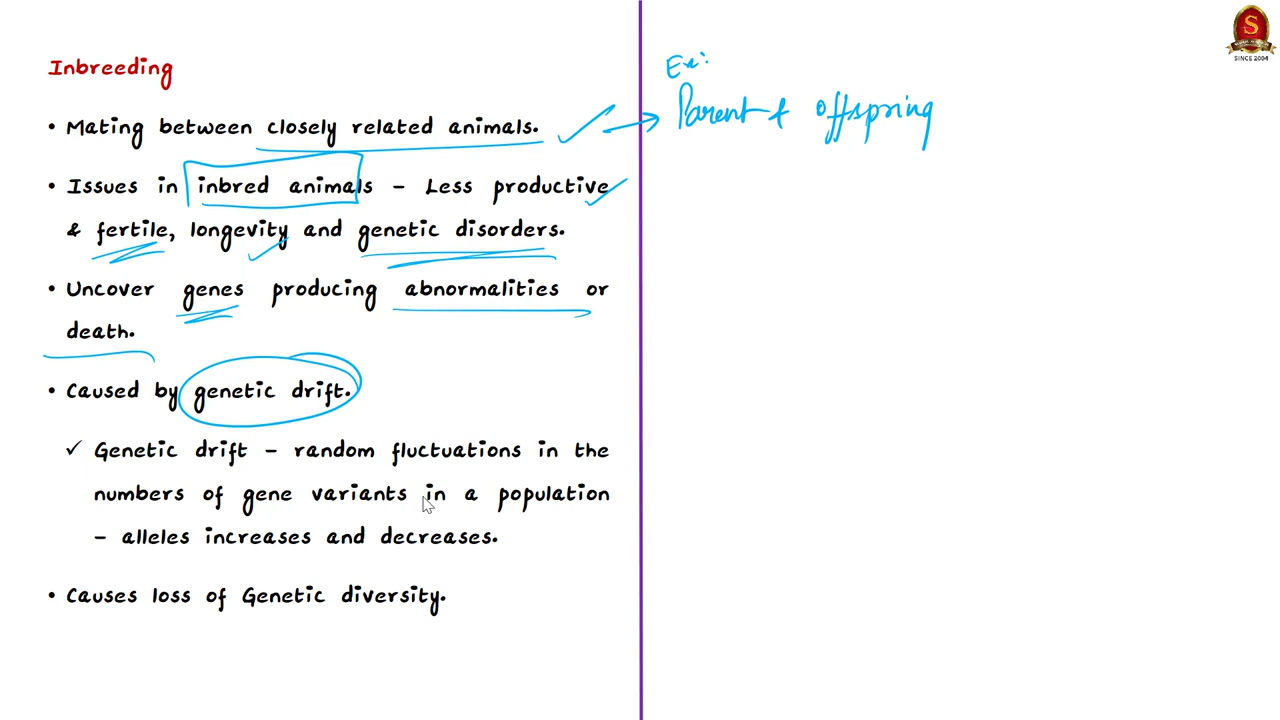 Inbreeding
• Mating between closely related animals.
• Issues in inbred animals – Less productive
& fertile, longevity and genetic disorders.
• Uncover genes producing abnormalities or
death.
• Caused by genetic drift.
✓ Genetic drift – random fluctuations in the
numbers of gene variants in a population
– alleles increases and decreases.
• Causes loss of Genetic diversity.
Ex:
Parent & offspring
S
SINCE 2004